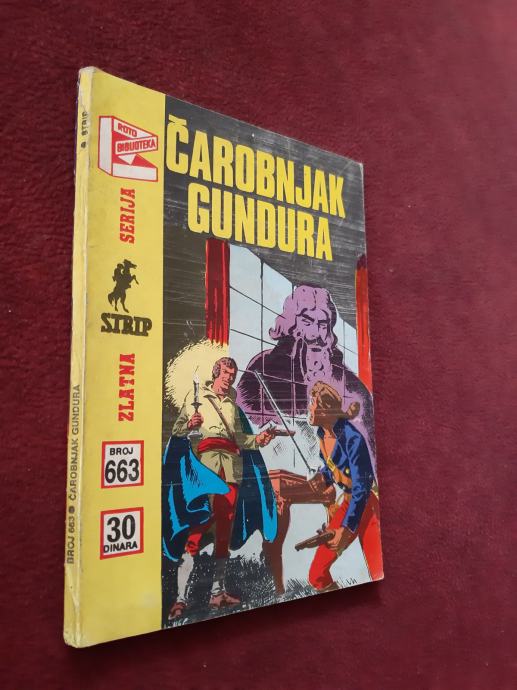 ROTO
BIBLIOTEKA
ČAROBNJAK
GUNDURA
ZLATNA STRIP SERIJA
BROJ
663
30
DINARA
BROJ 663 ● ČAROBNJAK GUNDURA ● STRIP